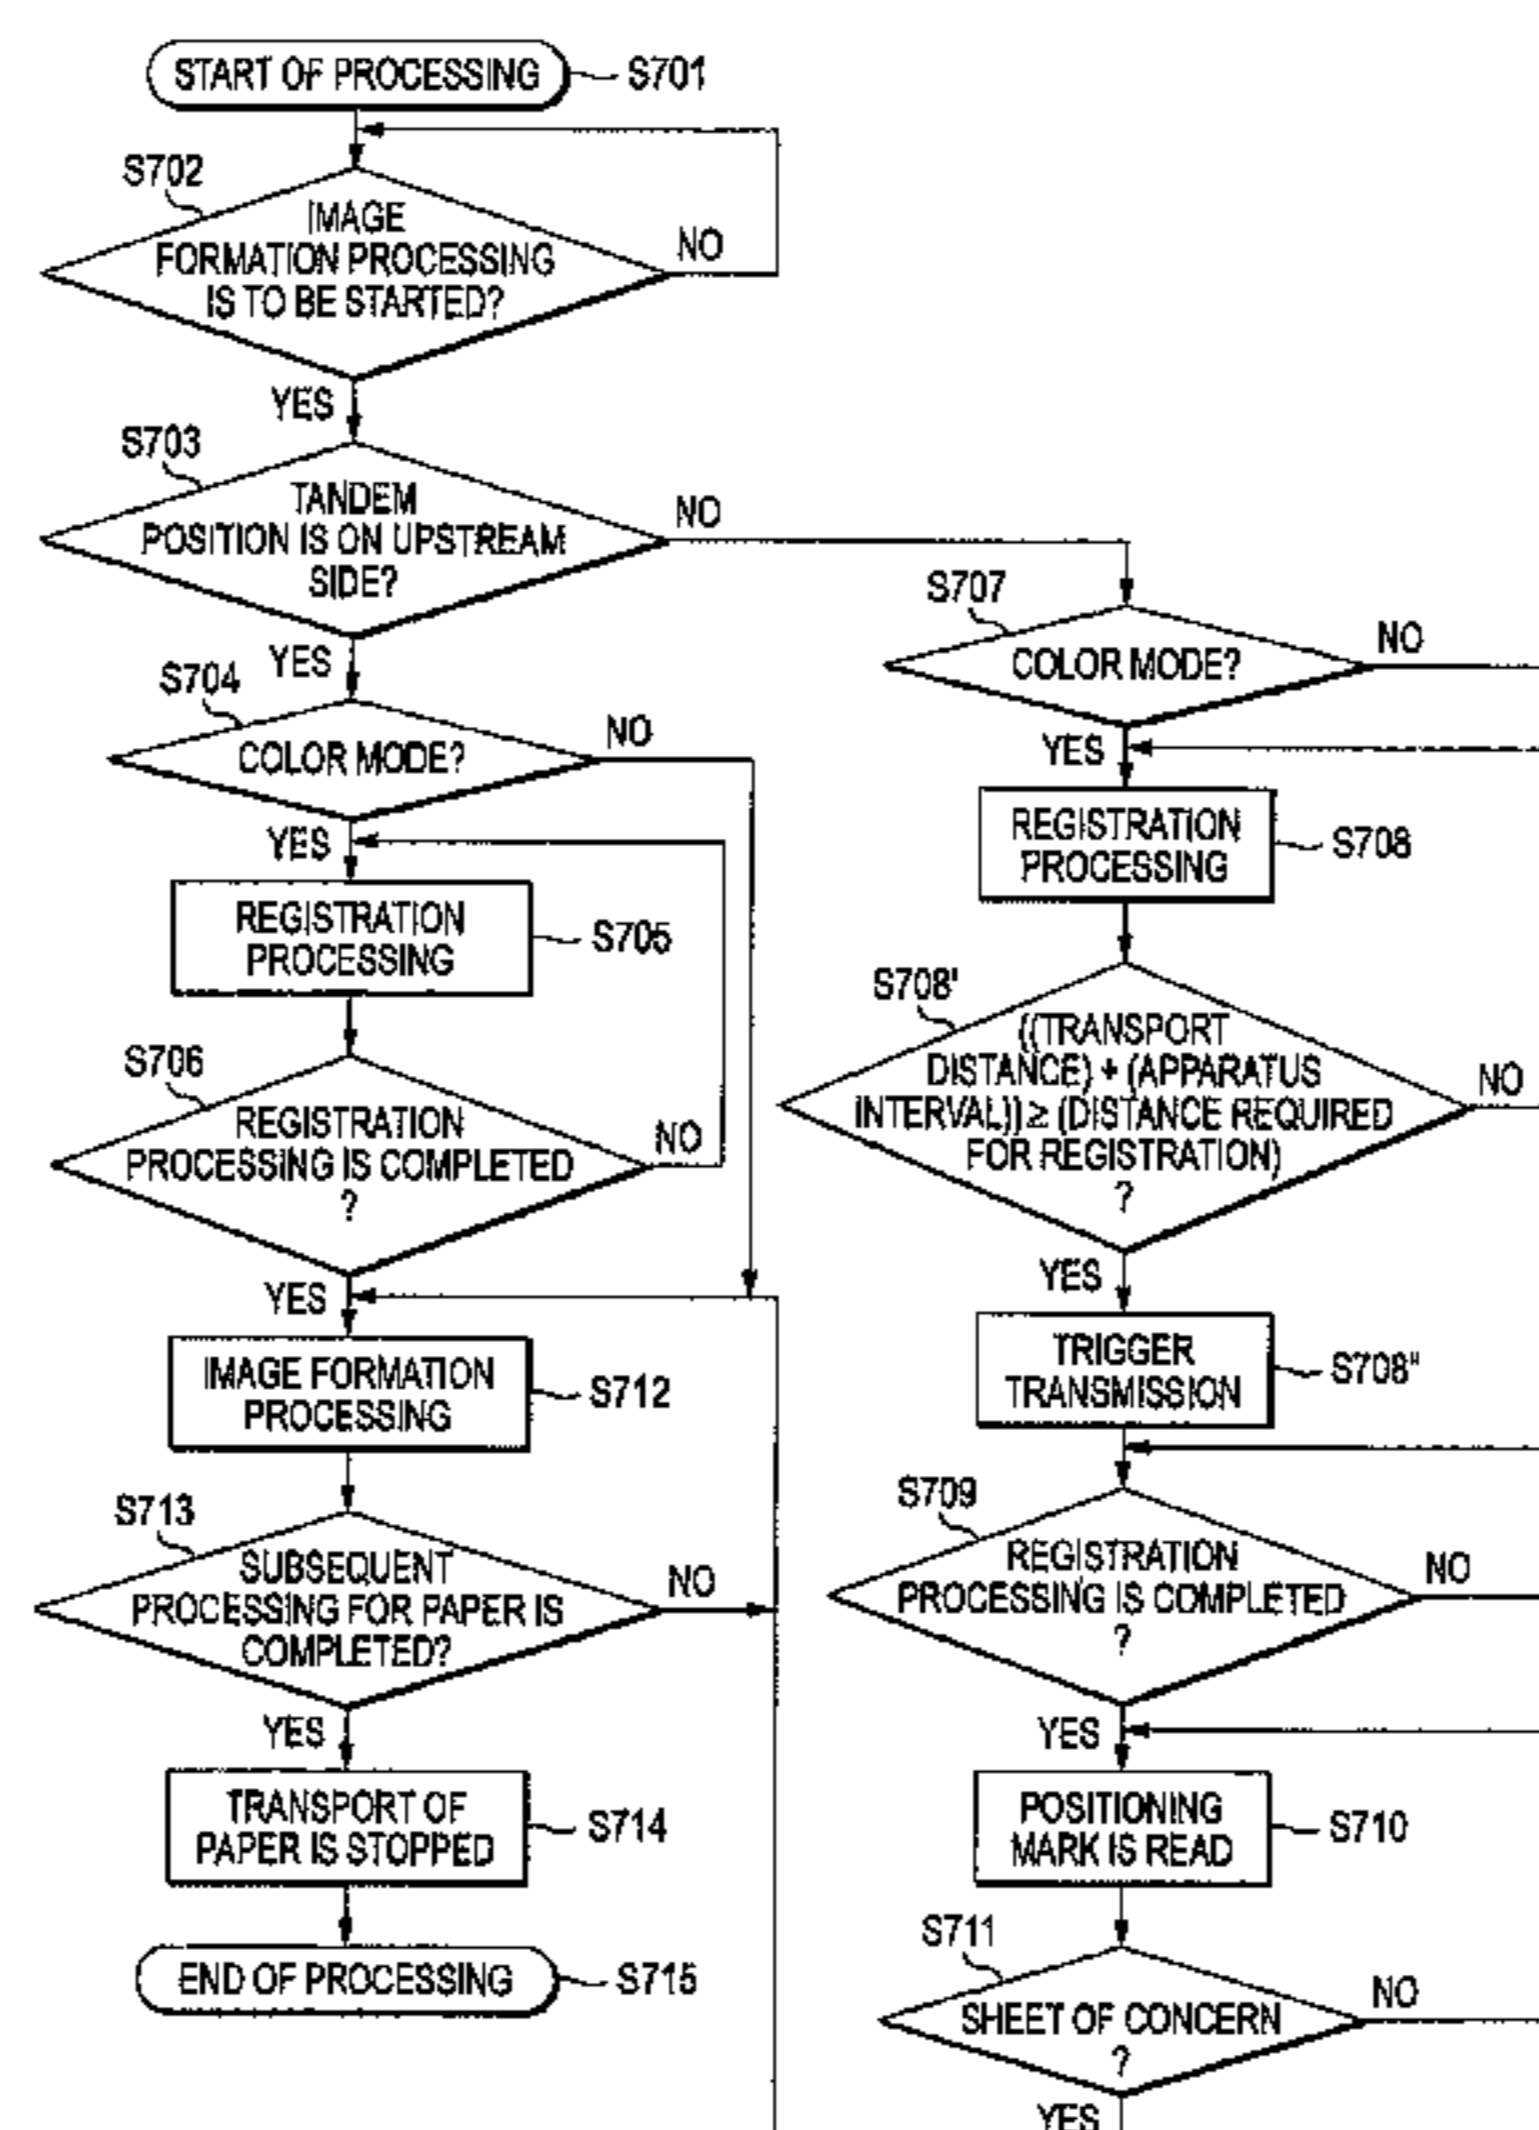 START OF PROCESSING
S701
S702
IMAGE
FORMATION PROCESSING
IS TO BE STARTED?
NO
YES
S703
TANDEM
POSITION IS ON UPSTREAM
SIDE?
NO
YES
S704
COLOR MODE?
NO
YES
REGISTRATION
PROCESSING
S705
S706
REGISTRATION
PROCESSING IS COMPLETED
?
NO
YES
IMAGE FORMATION
PROCESSING
S712
S713
SUBSEQUENT
PROCESSING FOR PAPER IS
COMPLETED?
NO
YES
TRANSPORT OF
PAPER IS STOPPED
S714
END OF PROCESSING
S715
S707
COLOR MODE?
NO
YES
REGISTRATION
PROCESSING
S708
S708'
((TRANSPORT
DISTANCE) + (APPARATUS
INTERVAL)) ≥ (DISTANCE REQUIRED
FOR REGISTRATION)
?
NO
YES
TRIGGER
TRANSMISSION
S708"
S709
REGISTRATION
PROCESSING IS COMPLETED
?
NO
YES
POSITIONING
MARK IS READ
S710
S711
SHEET OF CONCERN
?
NO
YES